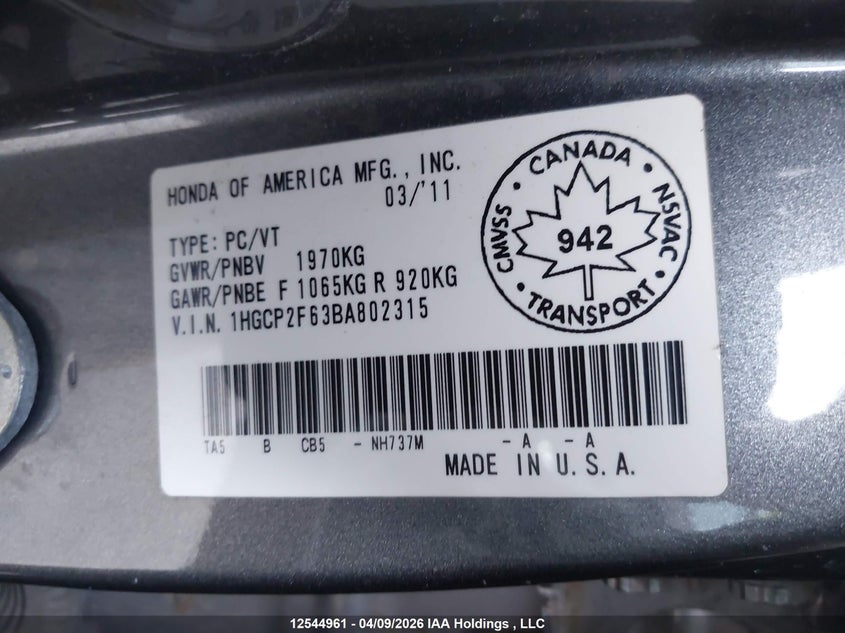 HONDA OF AMERICA MFG., INC.
03/'11
TYPE: PC/VT
GVWR/PNBV 1970KG
GAWR/PNBE F 1065KG R 920KG
V.I.N. 1HGCP2F63BA802315
CANADA
CMVSS · NSVAC
942
TRANSPORT
TA5 B CB5 - NH737M - A - A
MADE IN U.S.A.
12544961 - 04/09/2026 IAA Holdings , LLC